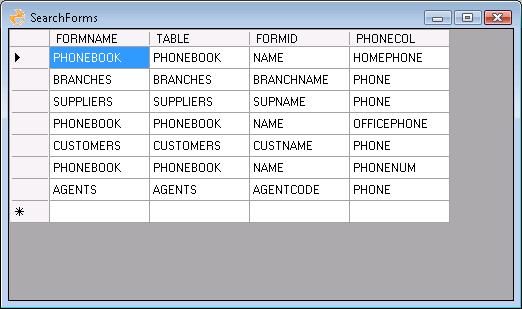 SearchForms
FORMNAME TABLE FORMID PHONECOL
PHONEBOOK PHONEBOOK NAME HOMEPHONE
BRANCHES BRANCHES BRANCHNAME PHONE
SUPPLIERS SUPPLIERS SUPNAME PHONE
PHONEBOOK PHONEBOOK NAME OFFICEPHONE
CUSTOMERS CUSTOMERS CUSTNAME PHONE
PHONEBOOK PHONEBOOK NAME PHONENUM
AGENTS AGENTS AGENTCODE PHONE